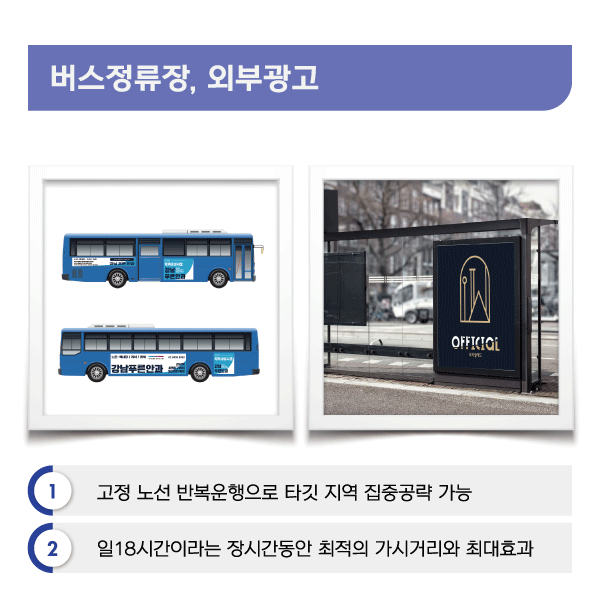 버스정류장, 외부광고
강남
푸른안과
강남푸른안과
OFFICIAL
1 고정 노선 반복운행으로 타깃 지역 집중공략 가능
2 일18시간이라는 장시간동안 최적의 가시거리와 최대효과